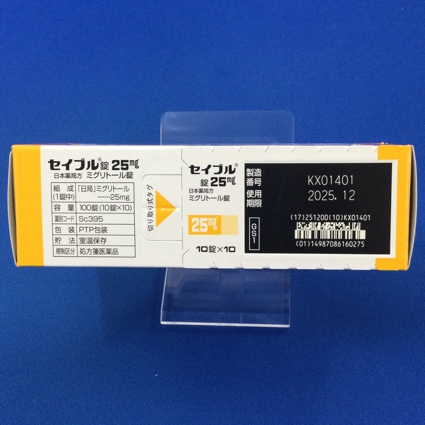 セイブル®錠25mg
日本薬局方 ミグリトール錠
組成(1錠中) 「日局」ミグリトール……25mg
容量 100錠(10錠×10)
識別コード Sc395
包装 PTP包装
貯法 室温保存
規制区分 処方箋医薬品
切り取り式タグ
セイブル®
錠25mg
日本薬局方
ミグリトール錠
25mg
10錠×10
製造番号 KX01401
使用期限 2025.12
GS1
(17)251200(10)KX01401
(01)14987086160275